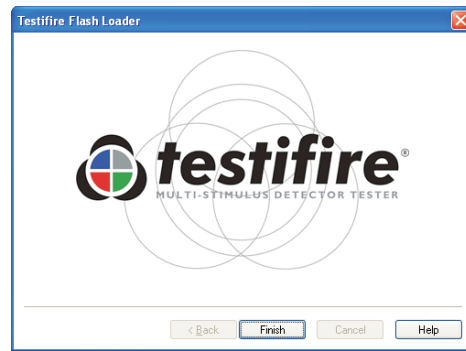 Testifire Flash Loader
testifire®
MULTI-STIMULUS DETECTOR TESTER
< Back Finish Cancel Help